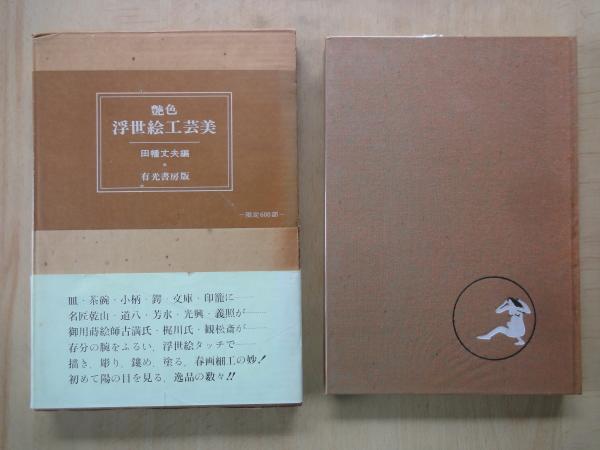 艶色
浮世絵工芸美
田幡丈夫編
有光書房版
—限定600部—
皿・茶碗・小柄・鍔・文庫・印籠に——
名匠乾山・道八・芳水・光興・義照が——
御用蒔絵師古満氏・梶川氏・観松斎が——
存分の腕をふるい、浮世絵タッチで——
描き、彫り、鏤め、塗る、春画細工の妙！
初めて陽の目を見る、逸品の数々!!